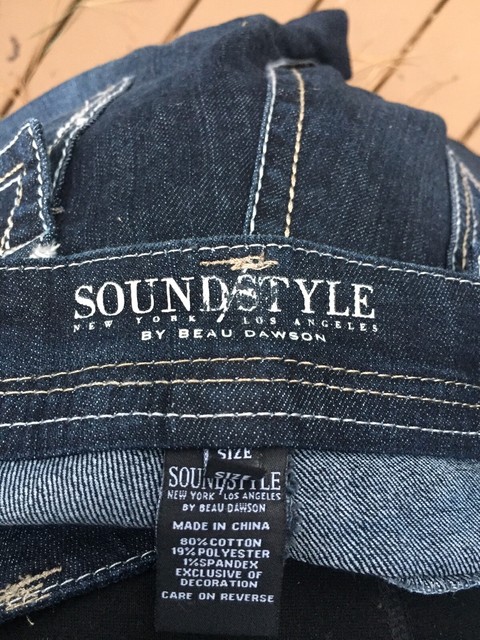 SOUNDSTYLE
NEW YORK LOS ANGELES
BY BEAU DAWSON
SIZE
SOUNDSTYLE
NEW YORK LOS ANGELES
BY BEAU DAWSON
MADE IN CHINA
80% COTTON
19% POLYESTER
1% SPANDEX
EXCLUSIVE OF
DECORATION
CARE ON REVERSE